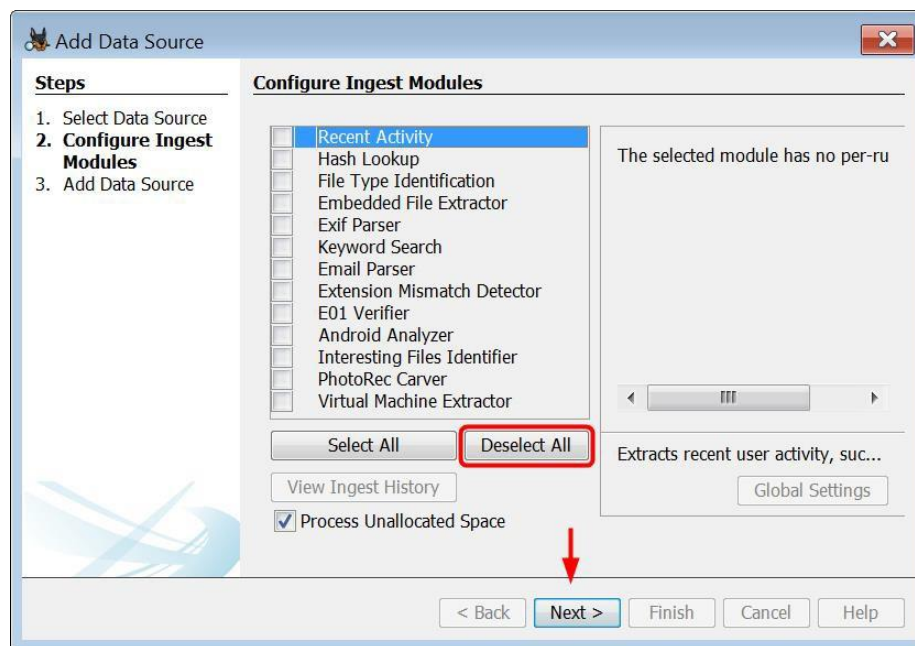 Add Data Source
Steps
1. Select Data Source
2. Configure Ingest
Modules
3. Add Data Source
Configure Ingest Modules
Recent Activity
Hash Lookup
File Type Identification
Embedded File Extractor
Exif Parser
Keyword Search
Email Parser
Extension Mismatch Detector
E01 Verifier
Android Analyzer
Interesting Files Identifier
PhotoRec Carver
Virtual Machine Extractor
Select All
Deselect All
View Ingest History
Process Unallocated Space
The selected module has no per-ru
Extracts recent user activity, suc...
Global Settings
< Back
Next >
Finish
Cancel
Help